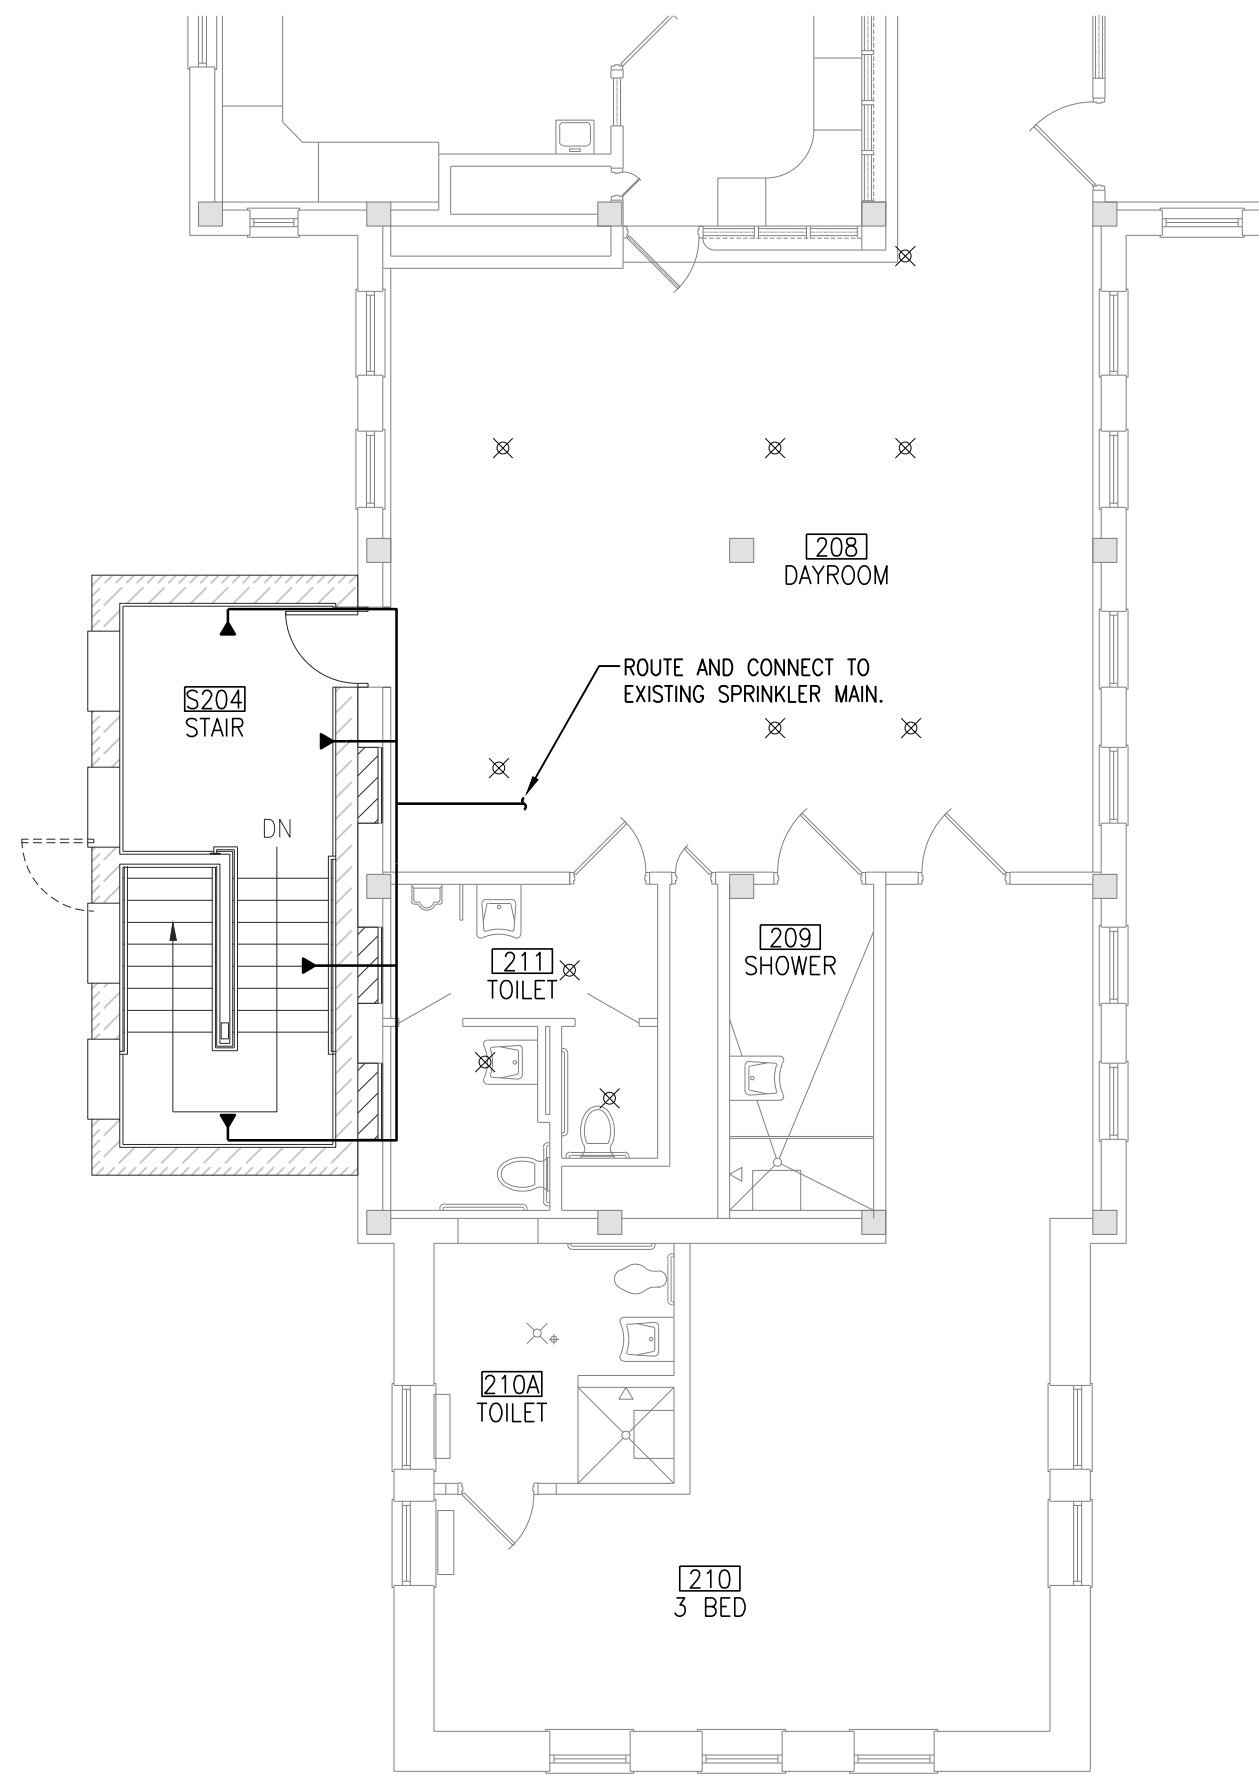 208
DAYROOM
ROUTE AND CONNECT TO
EXISTING SPRINKLER MAIN.
S204
STAIR
DN
209
SHOWER
211
TOILET
210A
TOILET
210
3 BED